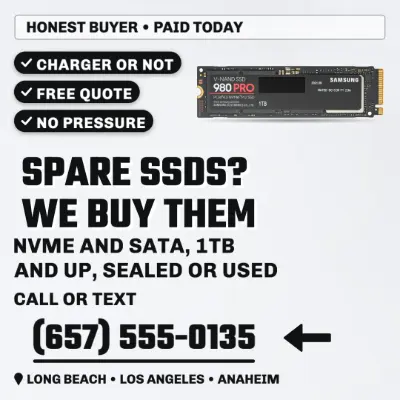 HONEST BUYER • PAID TODAY
CHARGER OR NOT
FREE QUOTE
NO PRESSURE
V-NAND SSD
980 PRO
SAMSUNG
1TB
SPARE SSDS?
WE BUY THEM
NVME AND SATA, 1TB
AND UP, SEALED OR USED
CALL OR TEXT
(657) 555-0135
LONG BEACH • LOS ANGELES • ANAHEIM